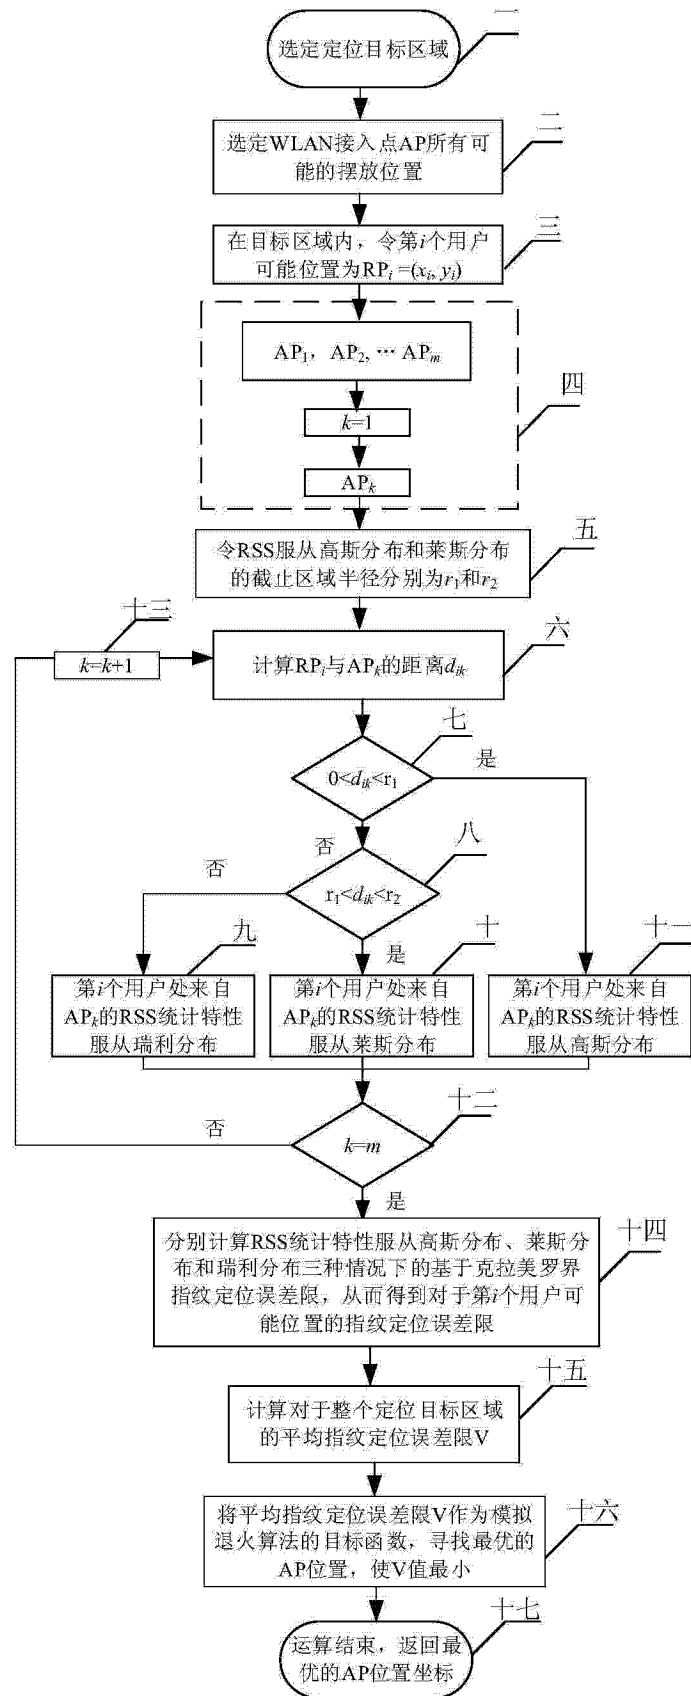 一
选定定位目标区域
二
选定WLAN接入点AP所有可
能的摆放位置
三
在目标区域内，令第i个用户
可能位置为RPi =(xi, yi)
AP1，AP2, … APm
四
k=1
APk
五
令RSS服从高斯分布和莱斯分布
的截止区域半径分别为r1和r2
十三
k=k+1
六
计算RPi与APk的距离dik
七
是
0<dik<r1
否
八
否
r1<dik<r2
是
九
十
十一
第i个用户处来自
APk的RSS统计特性
服从瑞利分布
第i个用户处来自
APk的RSS统计特性
服从莱斯分布
第i个用户处来自
APk的RSS统计特性
服从高斯分布
十二
否
k=m
是
十四
分别计算RSS统计特性服从高斯分布、莱斯分
布和瑞利分布三种情况下的基于克拉美罗界
指纹定位误差限，从而得到对于第i个用户可
能位置的指纹定位误差限
十五
计算对于整个定位目标区域
的平均指纹定位误差限V
十六
将平均指纹定位误差限V作为模拟
退火算法的目标函数，寻找最优的
AP位置，使V值最小
十七
运算结束，返回最
优的AP位置坐标